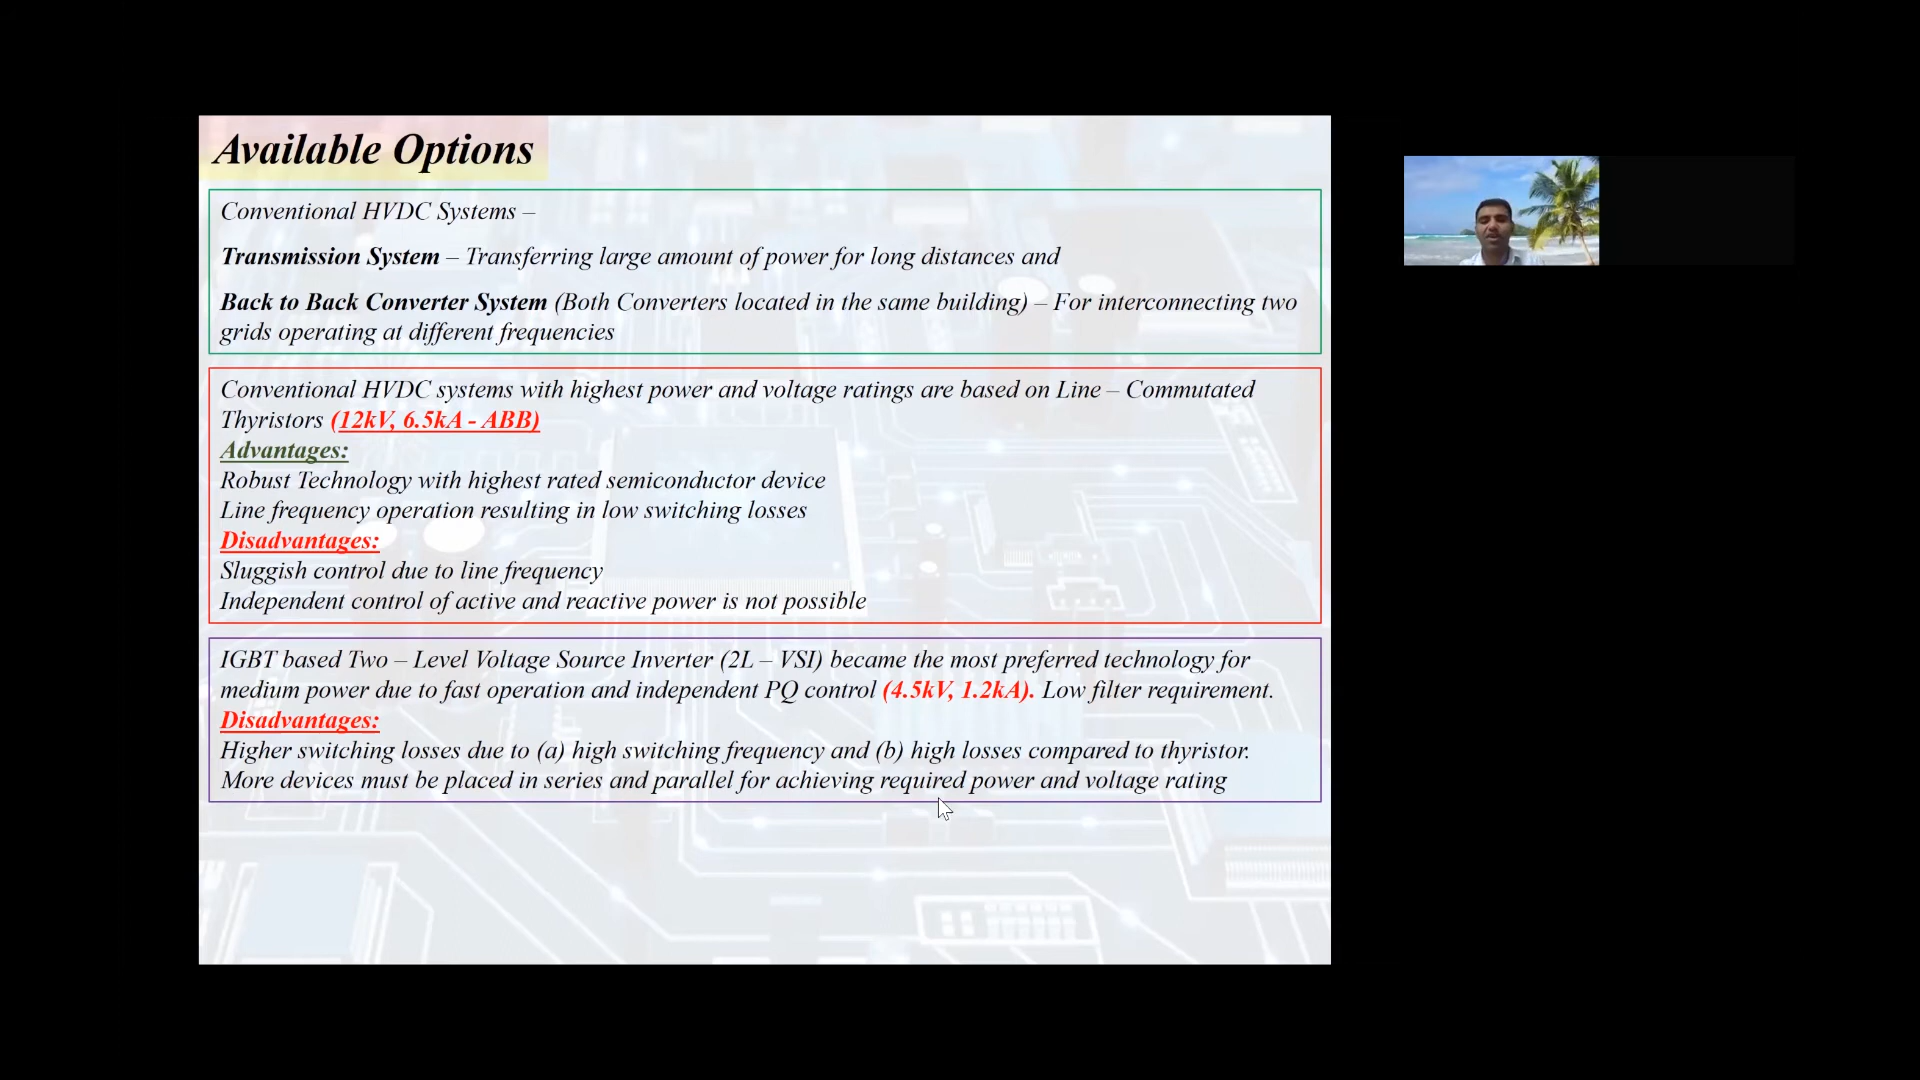 Available Options
Conventional HVDC Systems –
Transmission System – Transferring large amount of power for long distances and
Back to Back Converter System (Both Converters located in the same building) – For interconnecting two
grids operating at different frequencies
Conventional HVDC systems with highest power and voltage ratings are based on Line – Commutated
Thyristors (12kV, 6.5kA - ABB)
Advantages:
Robust Technology with highest rated semiconductor device
Line frequency operation resulting in low switching losses
Disadvantages:
Sluggish control due to line frequency
Independent control of active and reactive power is not possible
IGBT based Two – Level Voltage Source Inverter (2L – VSI) became the most preferred technology for
medium power due to fast operation and independent PQ control (4.5kV, 1.2kA). Low filter requirement.
Disadvantages:
Higher switching losses due to (a) high switching frequency and (b) high losses compared to thyristor.
More devices must be placed in series and parallel for achieving required power and voltage rating